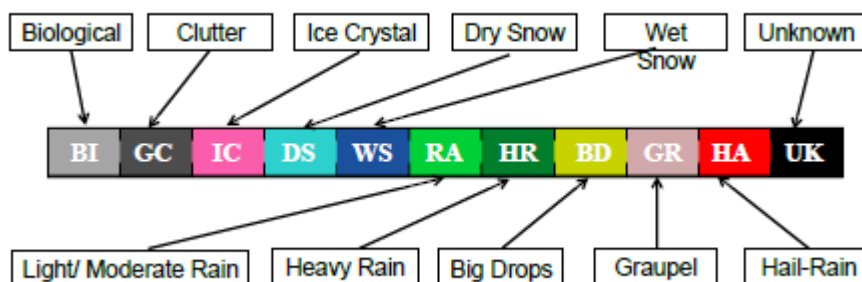 Biological
Clutter
Ice Crystal
Dry Snow
Wet
Snow
Unknown
BI
GC
IC
DS
WS
RA
HR
BD
GR
HA
UK
Light/ Moderate Rain
Heavy Rain
Big Drops
Graupel
Hail-Rain